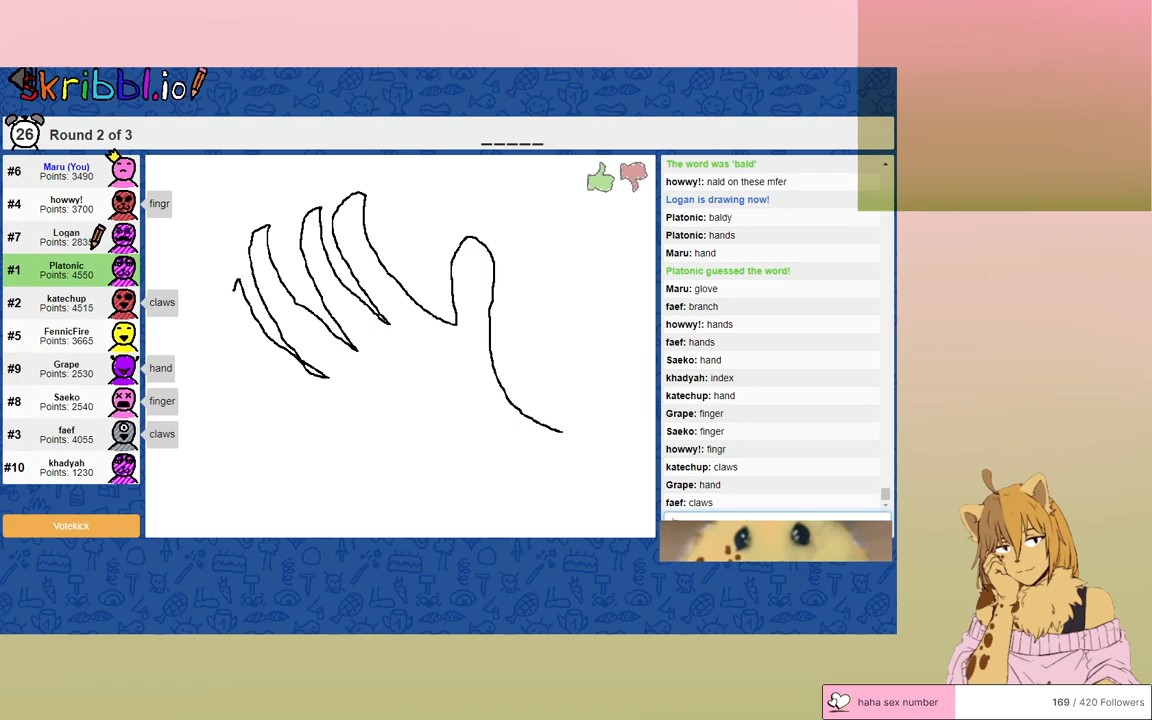 skribbl.io
26
Round 2 of 3
_ _ _ _ _
#6 Maru (You)
Points: 3490
#4 howwy!
Points: 3700
fingr
#7 Logan
Points: 2835
#1 Platonic
Points: 4550
#2 katechup
Points: 4515
claws
#5 FennicFire
Points: 3665
#9 Grape
Points: 2530
hand
#8 Saeko
Points: 2540
finger
#3 faef
Points: 4055
claws
#10 khadyah
Points: 1230
Votekick
The word was 'bald'
howwy!: nald on these mfer
Logan is drawing now!
Platonic: baldy
Platonic: hands
Maru: hand
Platonic guessed the word!
Maru: glove
faef: branch
howwy!: hands
faef: hands
Saeko: hand
khadyah: index
katechup: hand
Grape: finger
Saeko: finger
howwy!: fingr
katechup: claws
Grape: hand
faef: claws
haha sex number 169 / 420 Followers